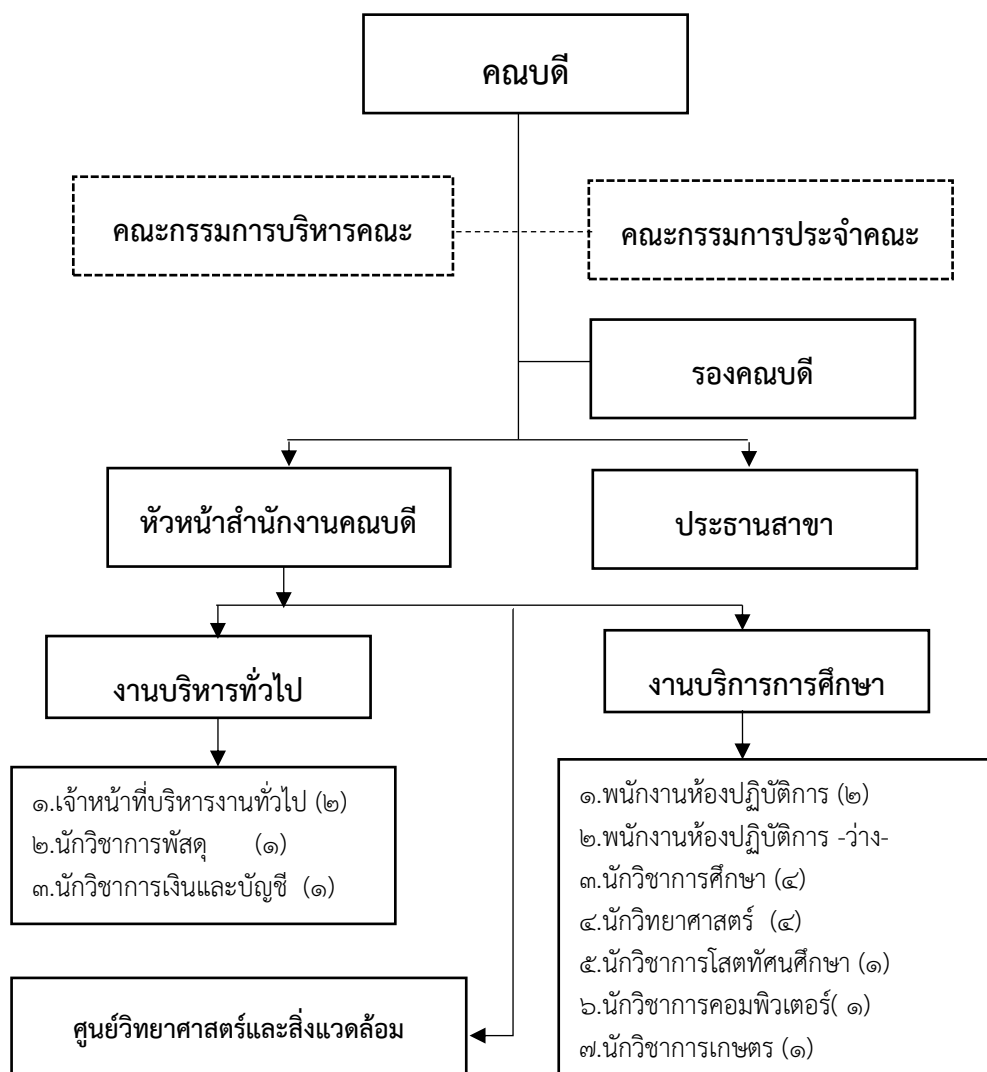 คณบดี
คณะกรรมการบริหารคณะ
คณะกรรมการประจำคณะ
รองคณบดี
หัวหน้าสำนักงานคณบดี
ประธานสาขา
งานบริหารทั่วไป
งานบริการการศึกษา
๑.เจ้าหน้าที่บริหารงานทั่วไป (๒)
๒.นักวิชาการพัสดุ (๑)
๓.นักวิชาการเงินและบัญชี (๑)
๑.พนักงานห้องปฏิบัติการ (๒)
๒.พนักงานห้องปฏิบัติการ -ว่าง-
๓.นักวิชาการศึกษา (๔)
๔.นักวิทยาศาสตร์ (๔)
๕.นักวิชาการโสตทัศนศึกษา (๑)
๖.นักวิชาการคอมพิวเตอร์( ๑)
๗.นักวิชาการเกษตร (๑)
ศูนย์วิทยาศาสตร์และสิ่งแวดล้อม